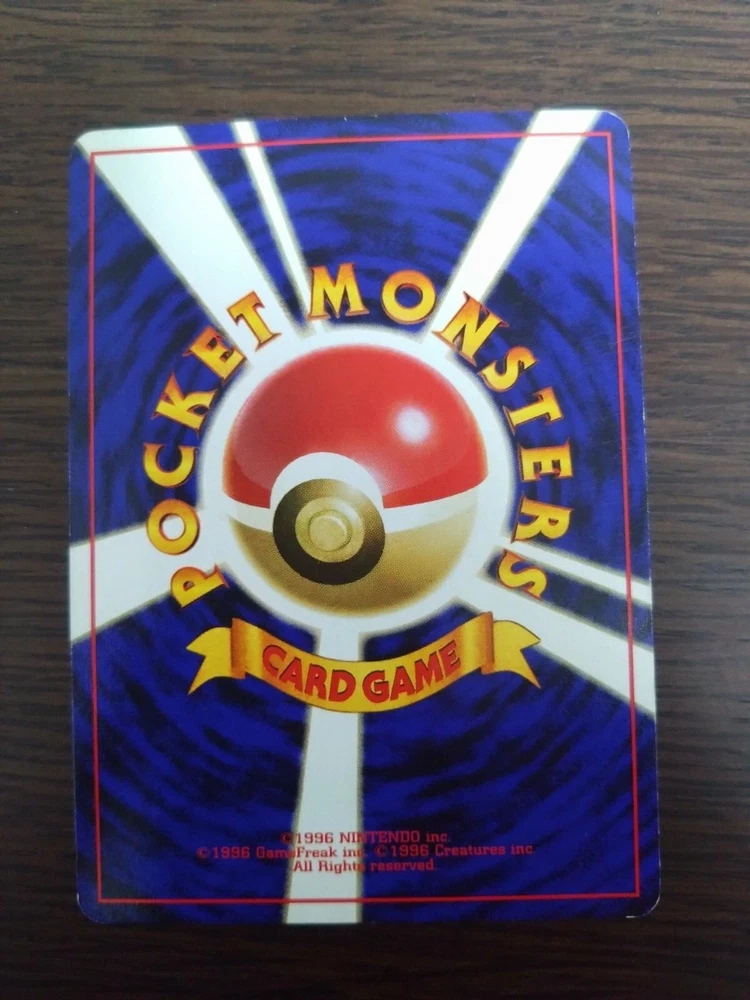 POCKET MONSTERS
CARD GAME
©1996 NINTENDO inc.
©1996 GameFreak inc. ©1996 Creatures inc.
All Rights reserved.